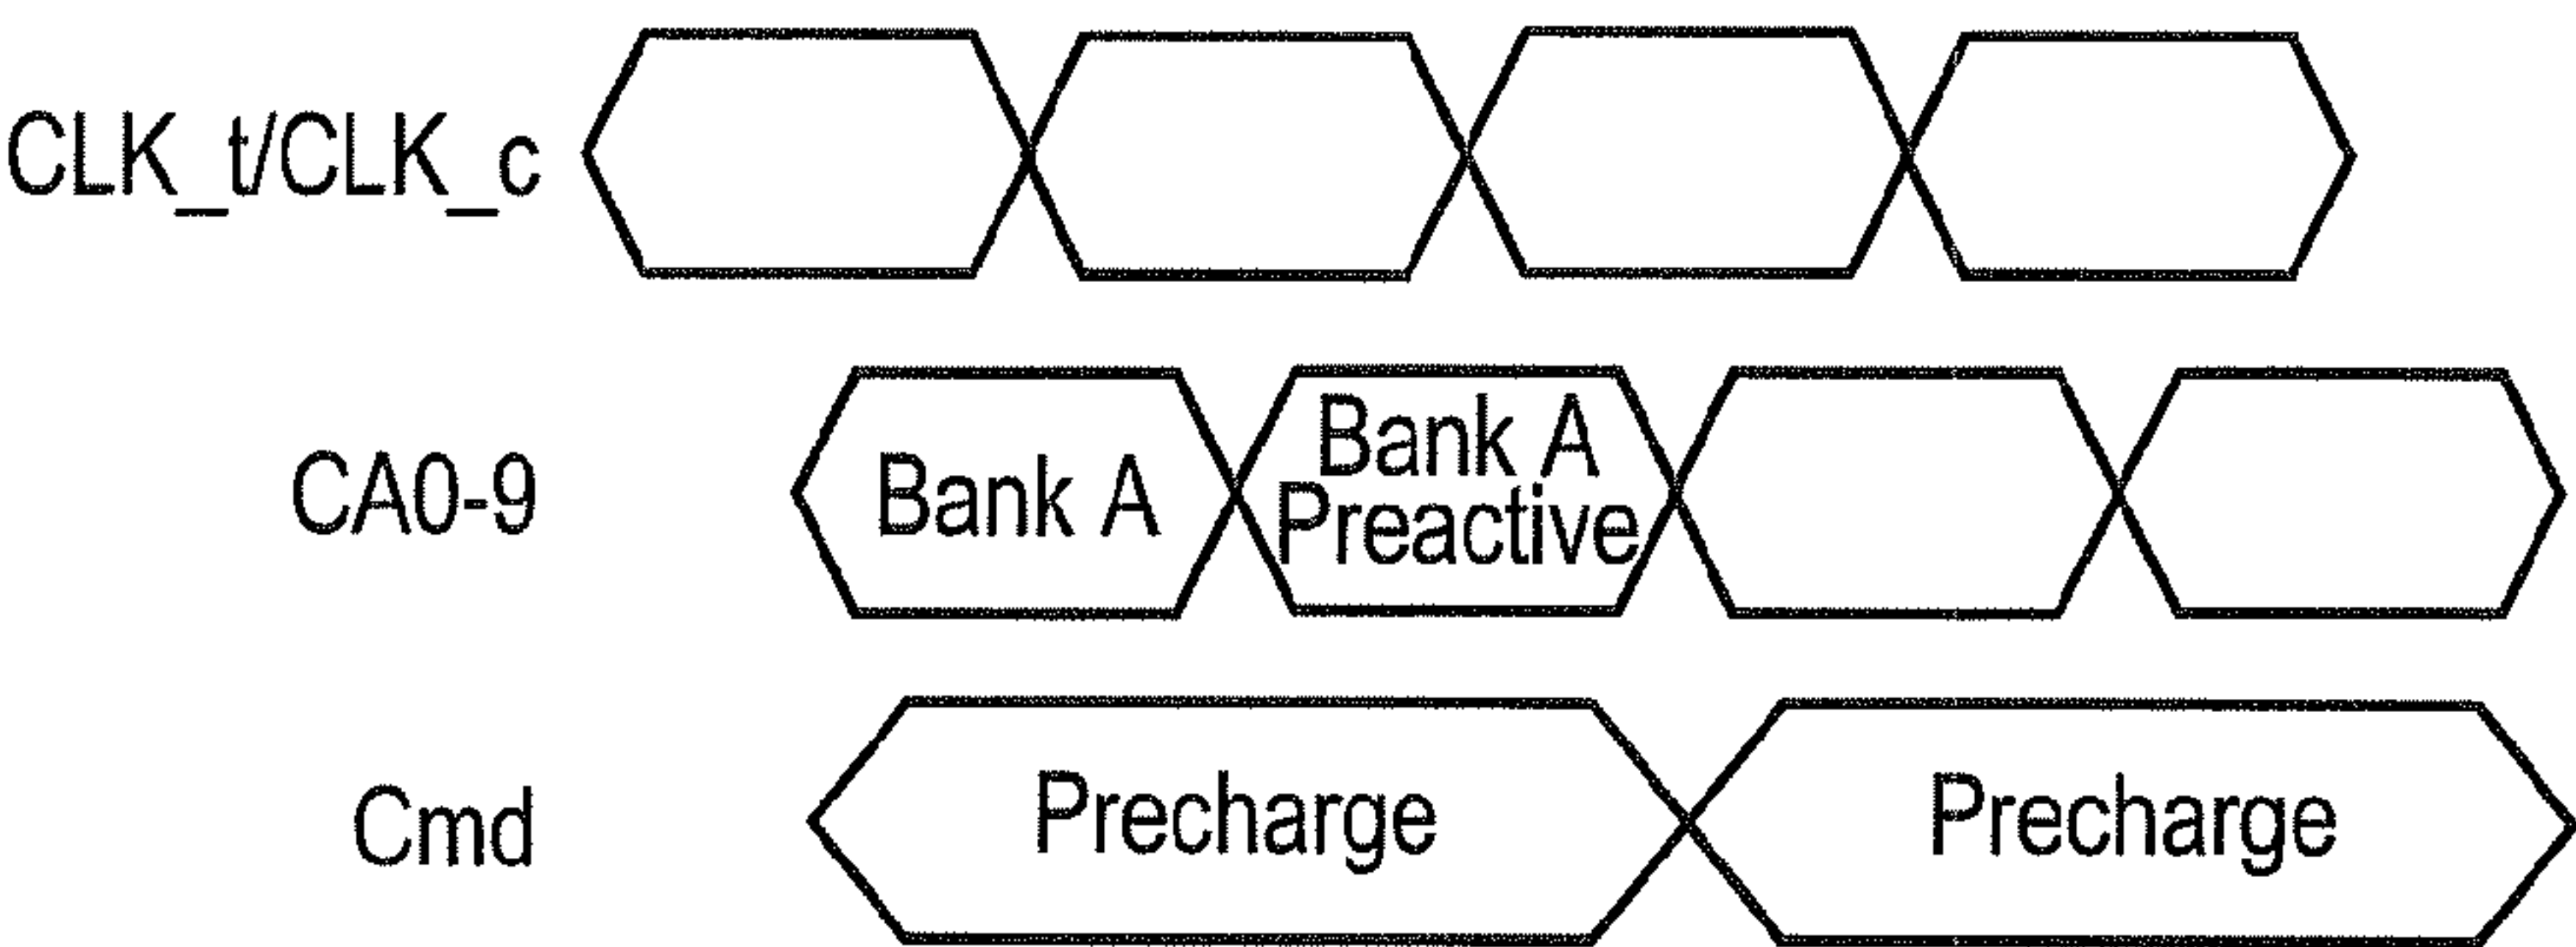 CLK_t/CLK_c
CA0-9
Bank A
Bank A
Preactive
Cmd
Precharge
Precharge